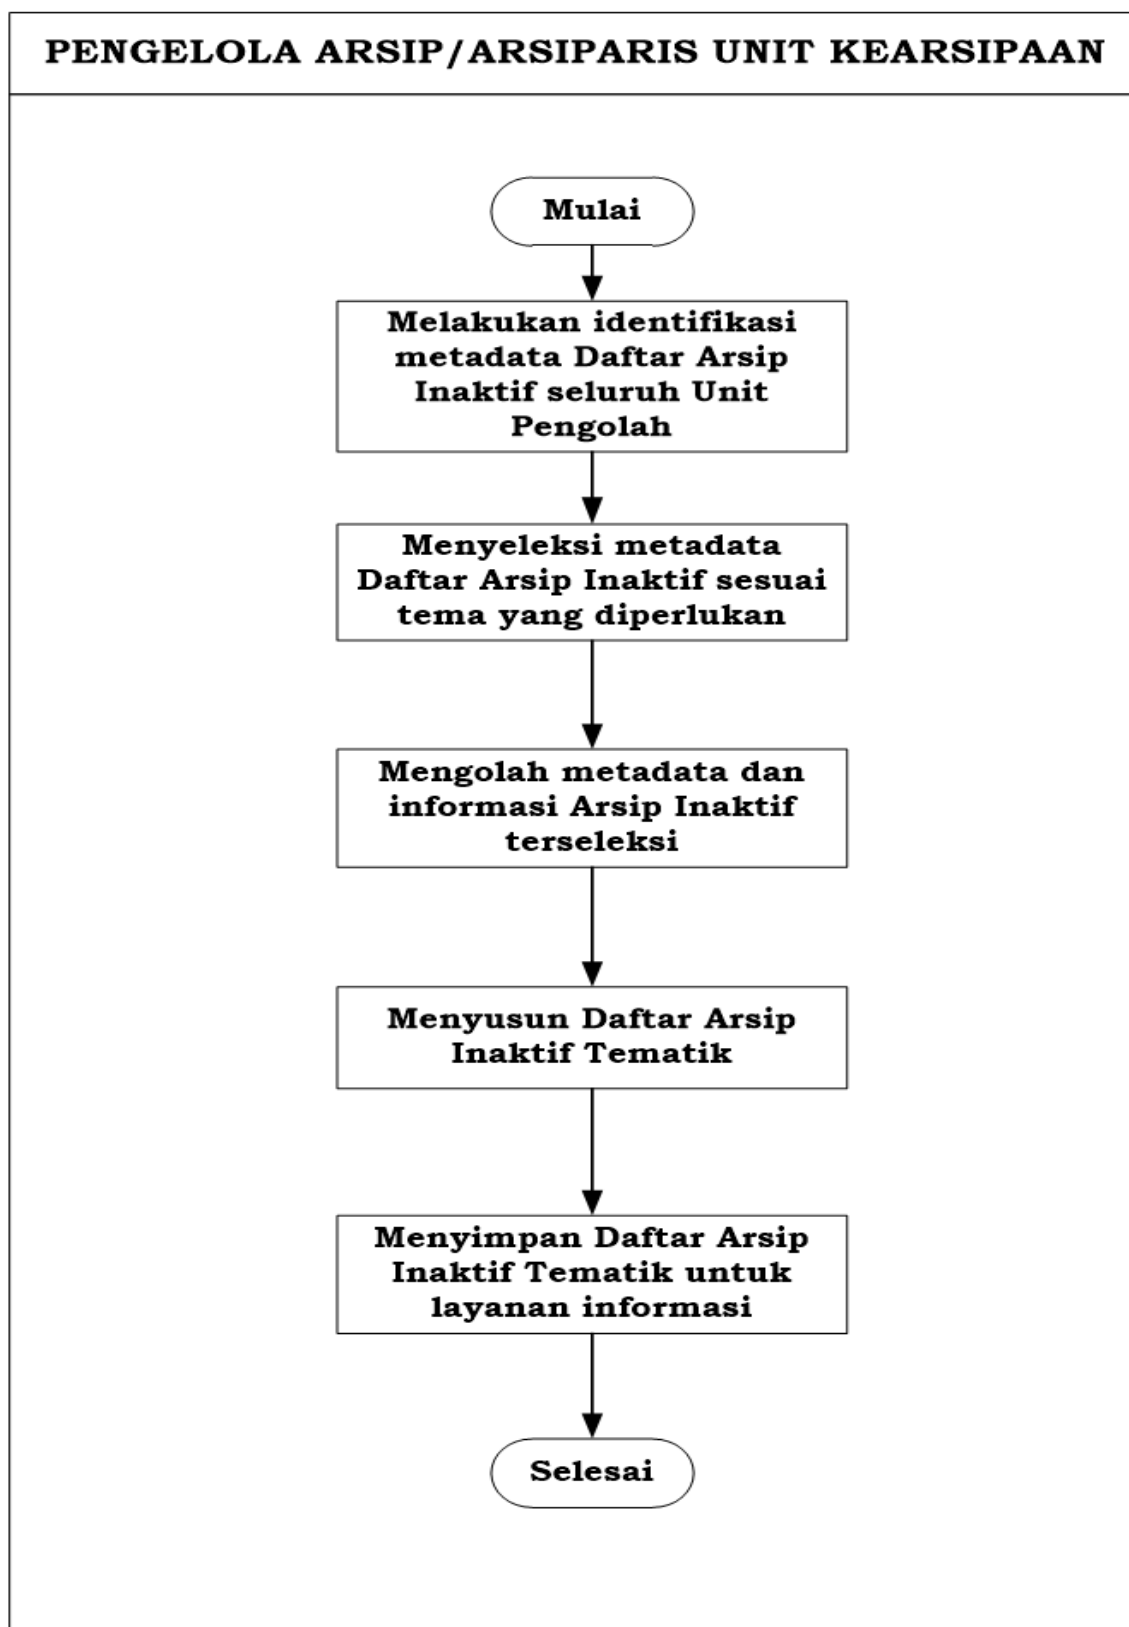 PENGELOLA ARSIP/ARSIPARIS UNIT KEARSIPAAN
Mulai
Melakukan identifikasi
metadata Daftar Arsip
Inaktif seluruh Unit
Pengolah
Menyeleksi metadata
Daftar Arsip Inaktif sesuai
tema yang diperlukan
Mengolah metadata dan
informasi Arsip Inaktif
terseleksi
Menyusun Daftar Arsip
Inaktif Tematik
Menyimpan Daftar Arsip
Inaktif Tematik untuk
layanan informasi
Selesai